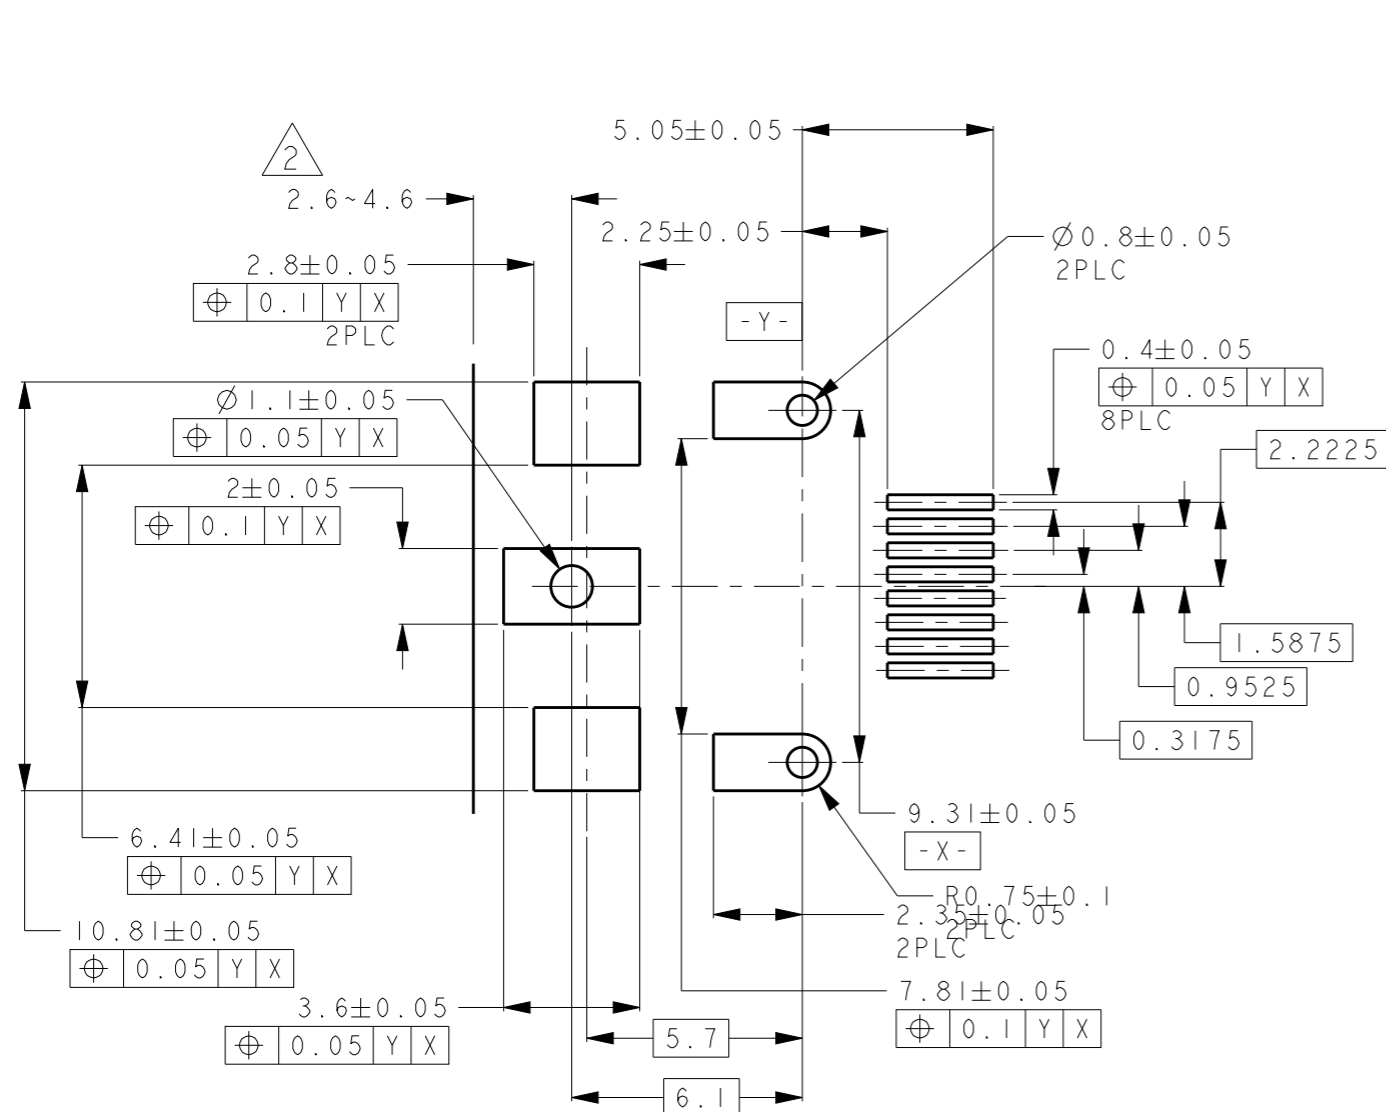 5.05±0.05
2
2.6~4.6
2.25±0.05
Ø0.8±0.05
2PLC
2.8±0.05
⌖ 0.1 Y X
2PLC
-Y-
0.4±0.05
⌖ 0.05 Y X
8PLC
Ø1.1±0.05
⌖ 0.05 Y X
2.2225
2±0.05
⌖ 0.1 Y X
1.5875
0.9525
0.3175
9.31±0.05
-X-
6.41±0.05
⌖ 0.05 Y X
R0.75±0.1
2PLC
2.35±0.05
2PLC
10.81±0.05
⌖ 0.05 Y X
7.81±0.05
⌖ 0.1 Y X
3.6±0.05
⌖ 0.05 Y X
5.7
6.1